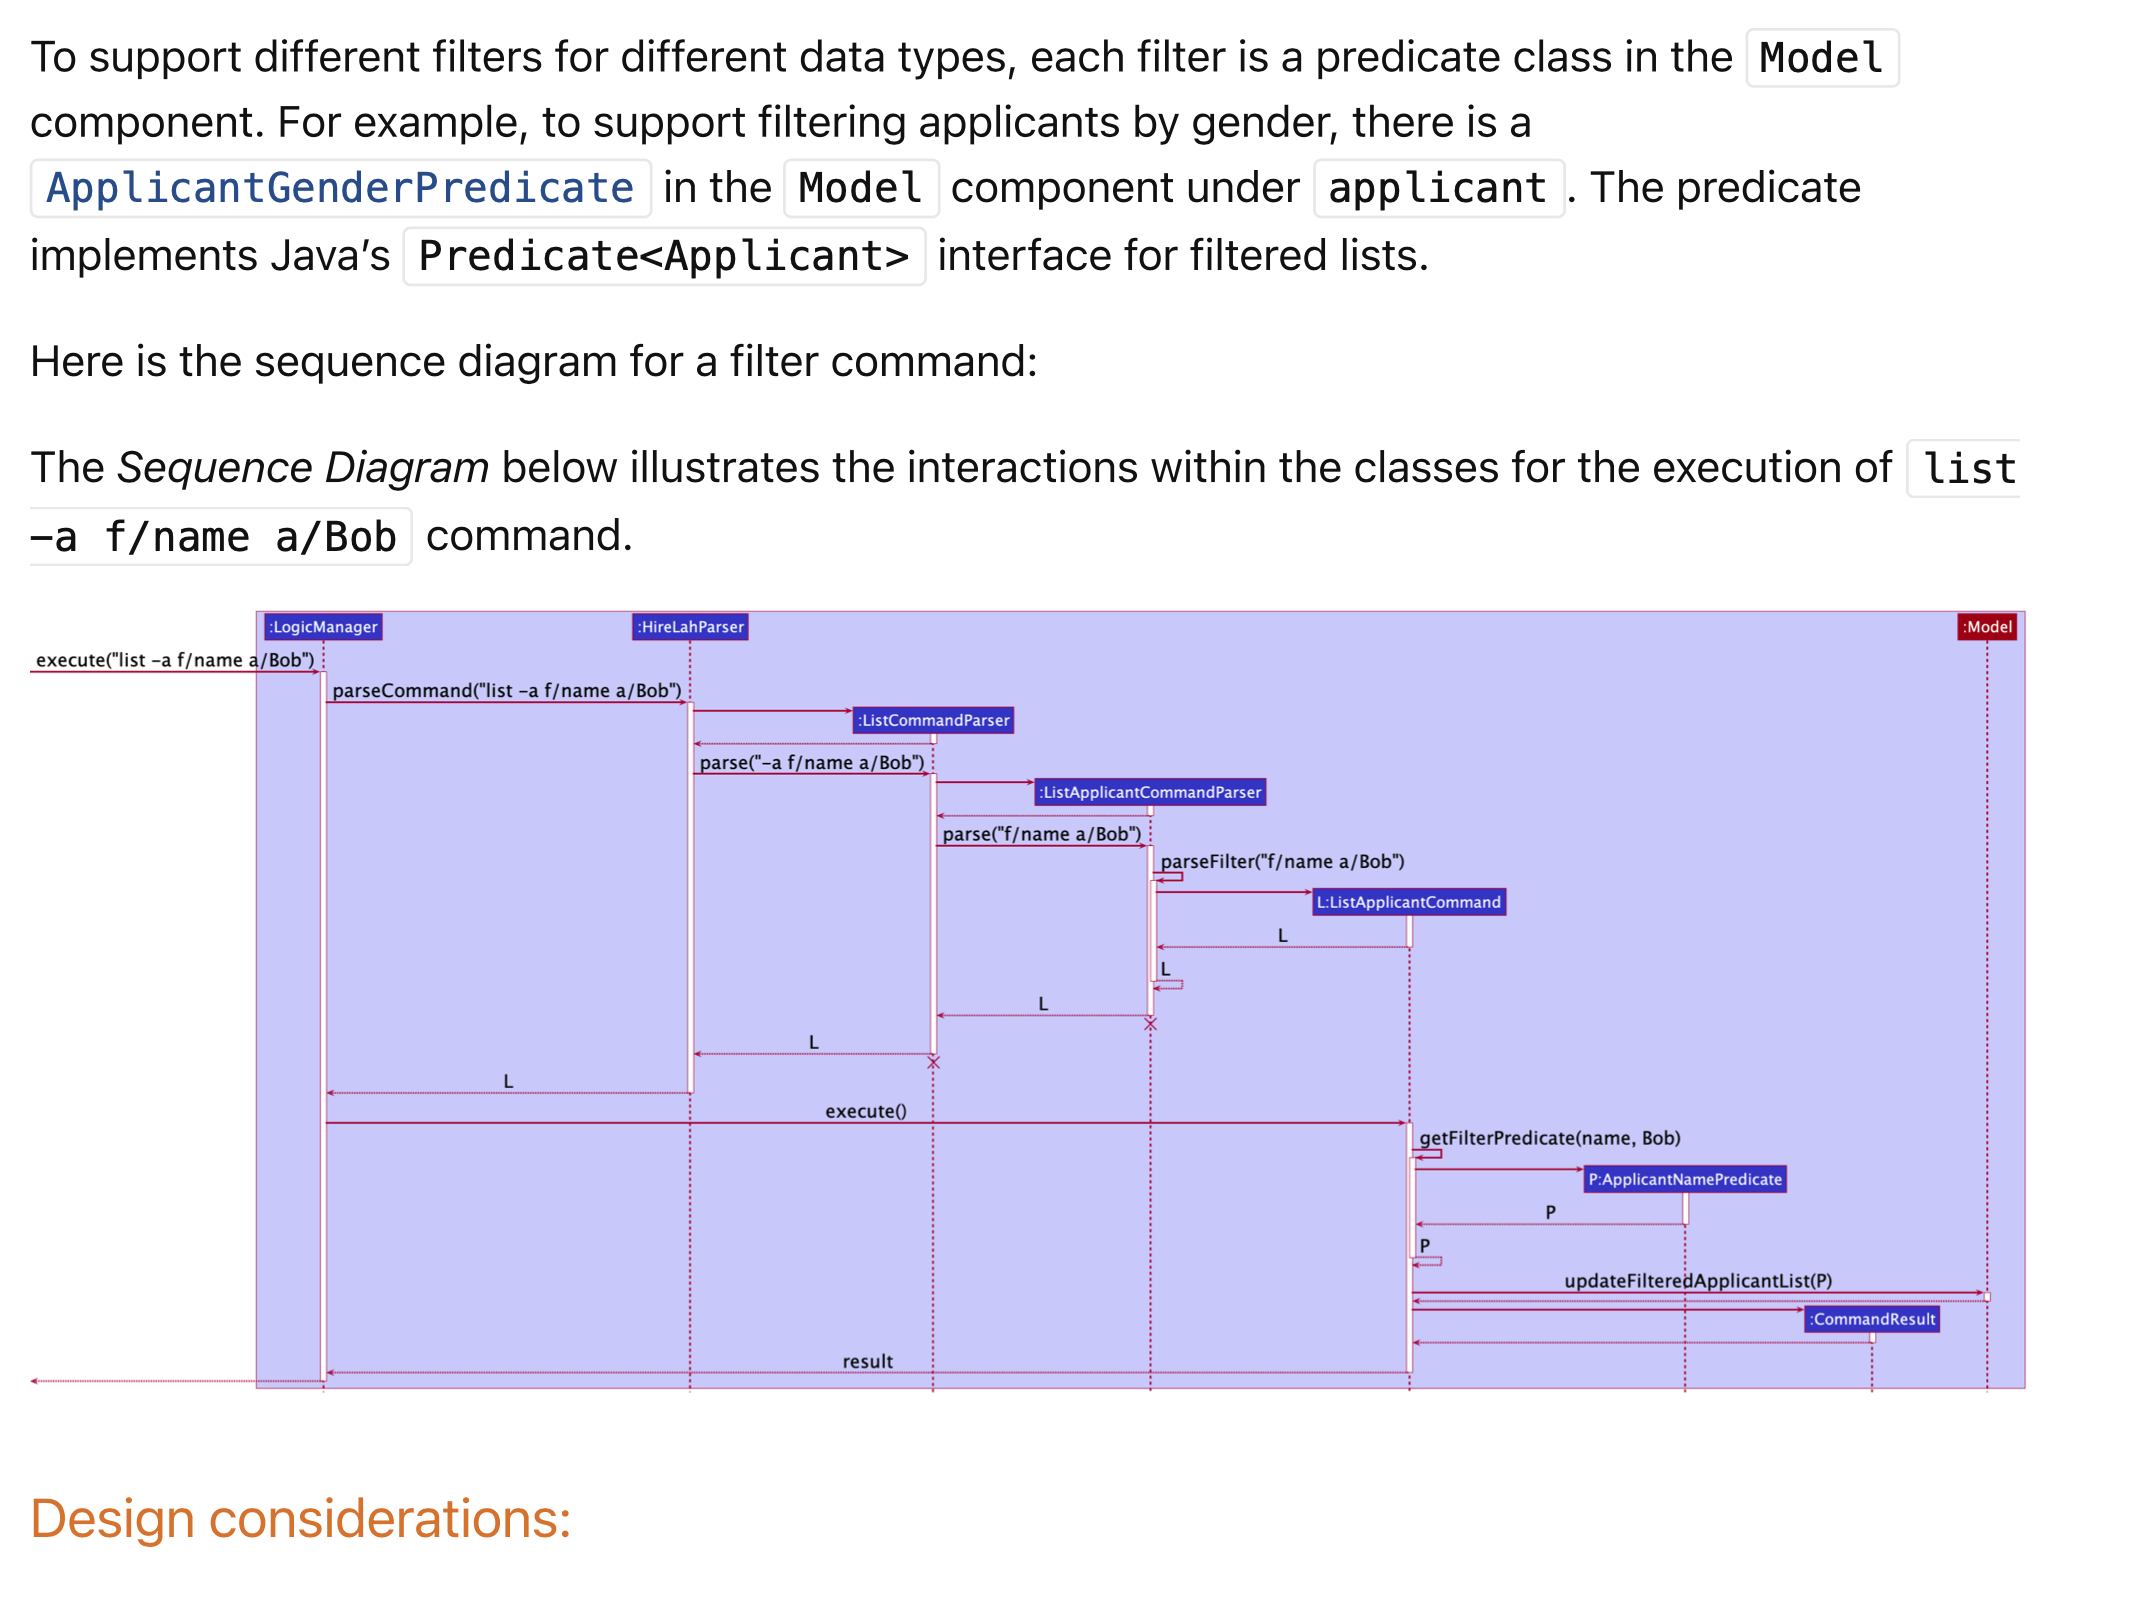 To support different filters for different data types, each filter is a predicate class in the Model
component. For example, to support filtering applicants by gender, there is a
ApplicantGenderPredicate in the Model component under applicant. The predicate
implements Java’s Predicate<Applicant> interface for filtered lists.
Here is the sequence diagram for a filter command:
The Sequence Diagram below illustrates the interactions within the classes for the execution of list
-a f/name a/Bob command.
:LogicManager
:HireLahParser
:Model
execute("list -a f/name a/Bob")
parseCommand("list -a f/name a/Bob")
:ListCommandParser
parse("-a f/name a/Bob")
:ListApplicantCommandParser
parse("f/name a/Bob")
parseFilter("f/name a/Bob")
L:ListApplicantCommand
L
L
L
L
L
execute()
getFilterPredicate(name, Bob)
P:ApplicantNamePredicate
P
P
updateFilteredApplicantList(P)
:CommandResult
result
Design considerations: